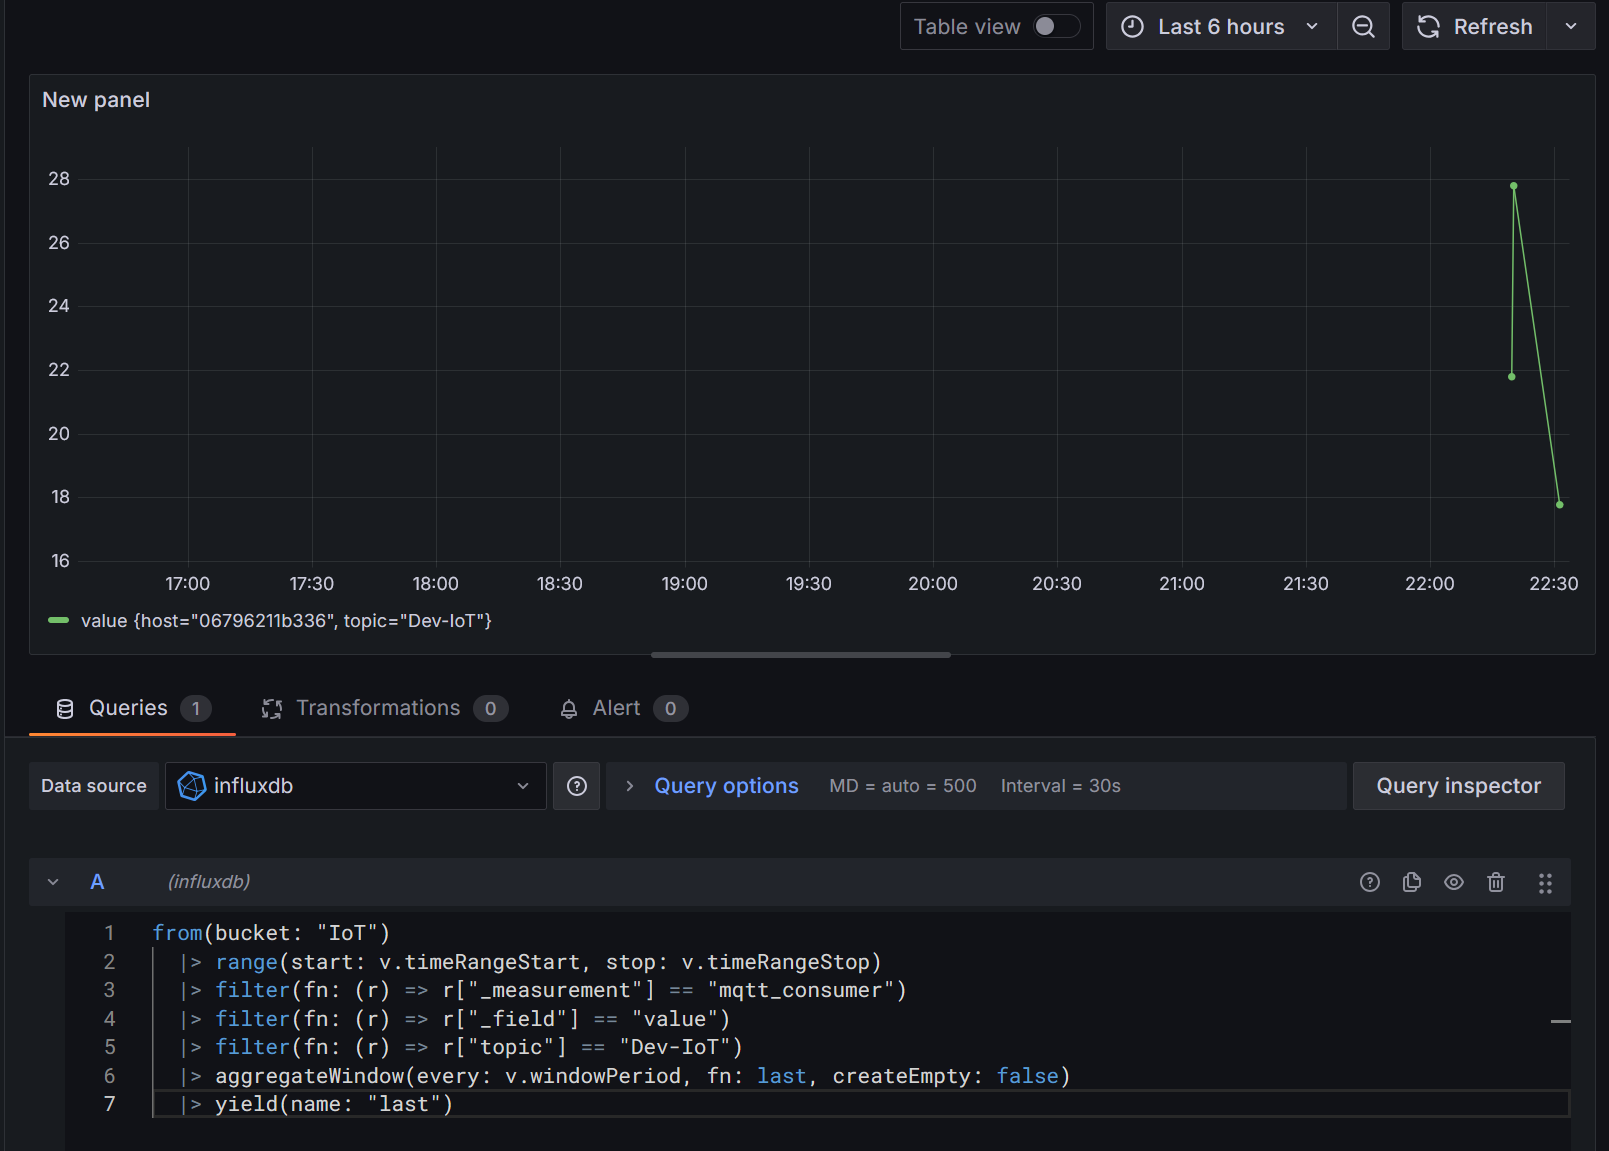 Table view Last 6 hours Refresh
New panel
28
26
24
22
20
18
16
17:00 17:30 18:00 18:30 19:00 19:30 20:00 20:30 21:00 21:30 22:00 22:30
value {host="06796211b336", topic="Dev-IoT"}
Queries 1 Transformations 0 Alert 0
Data source influxdb Query options MD = auto = 500 Interval = 30s Query inspector
A (influxdb)
1 from(bucket: "IoT")
2 |> range(start: v.timeRangeStart, stop: v.timeRangeStop)
3 |> filter(fn: (r) => r["_measurement"] == "mqtt_consumer")
4 |> filter(fn: (r) => r["_field"] == "value")
5 |> filter(fn: (r) => r["topic"] == "Dev-IoT")
6 |> aggregateWindow(every: v.windowPeriod, fn: last, createEmpty: false)
7 |> yield(name: "last")